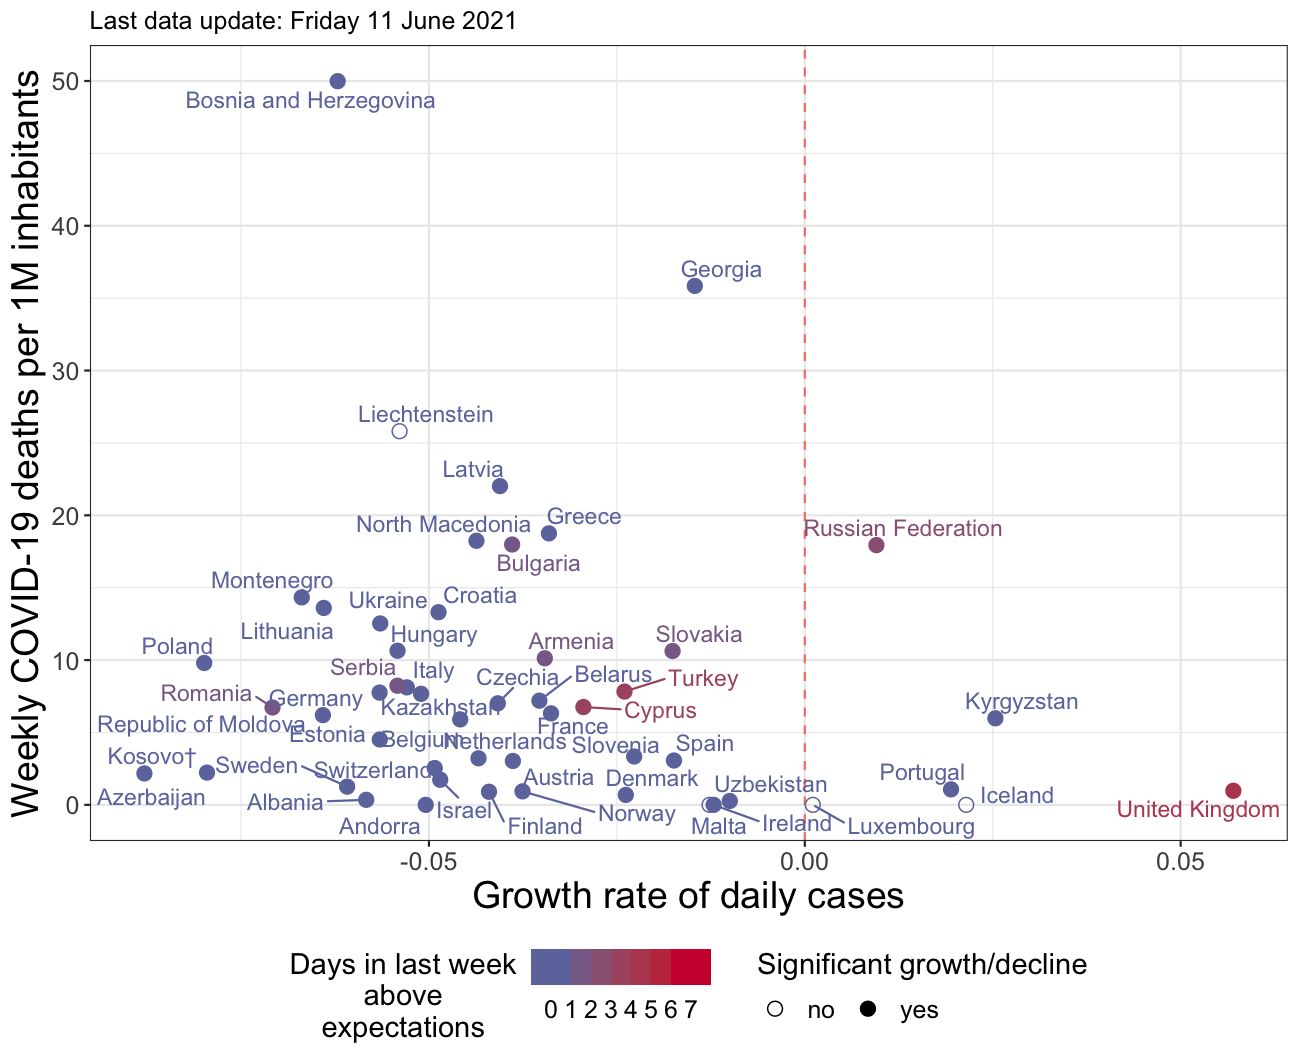 Last data update: Friday 11 June 2021
Weekly COVID-19 deaths per 1M inhabitants
50
40
30
20
10
0
Bosnia and Herzegovina
Georgia
Liechtenstein
Latvia
Greece
North Macedonia
Russian Federation
Bulgaria
Montenegro
Croatia
Ukraine
Lithuania
Hungary
Armenia
Slovakia
Poland
Serbia
Italy
Czechia
Belarus
Turkey
Romania
Germany
Kazakhstan
Cyprus
Kyrgyzstan
Republic of Moldova
Estonia
France
Belgium
Netherlands
Slovenia
Spain
Kosovo†
Sweden
Switzerland
Austria
Denmark
Uzbekistan
Portugal
Azerbaijan
Albania
Israel
Norway
Iceland
United Kingdom
Andorra
Finland
Malta
Ireland
Luxembourg
-0.05
0.00
0.05
Growth rate of daily cases
Days in last week
above
expectations
0 1 2 3 4 5 6 7
Significant growth/decline
no
yes